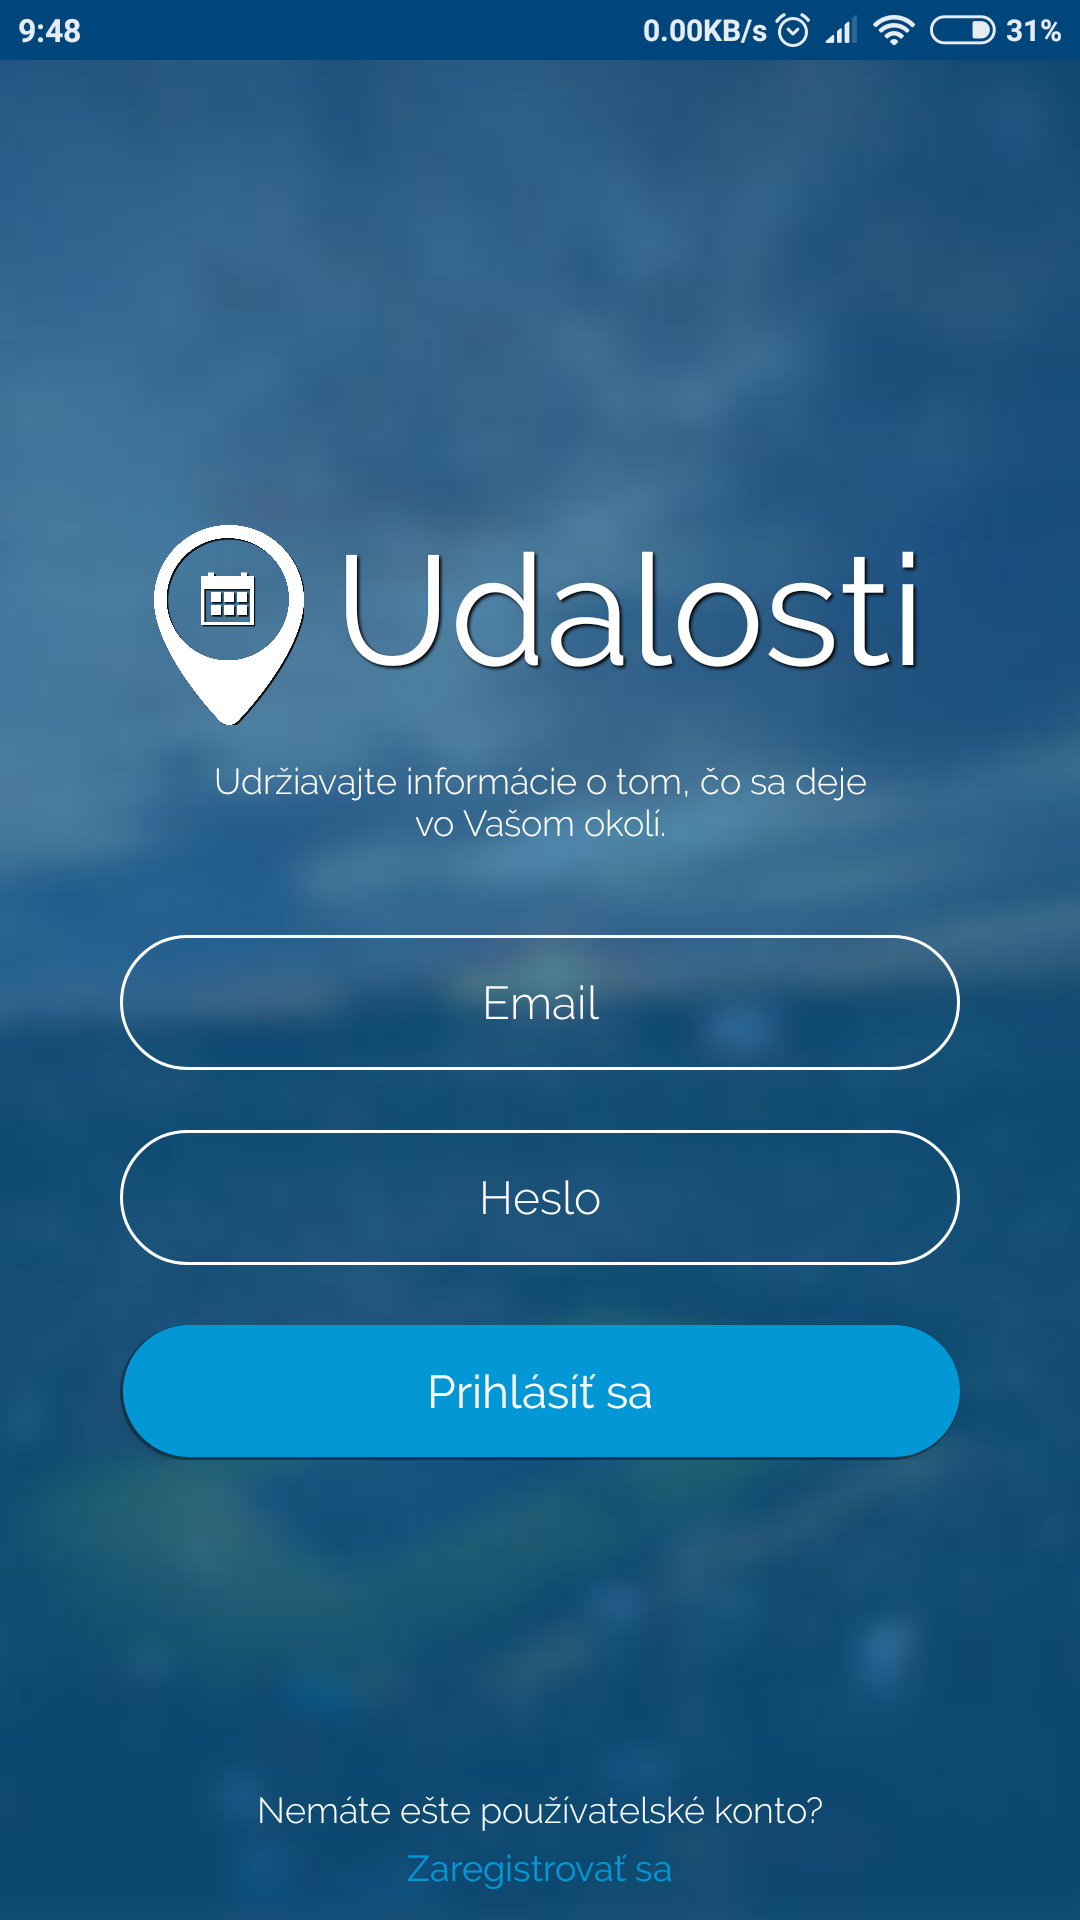 9:48 0.00KB/s 31%
Udalosti
Udržiavajte informácie o tom, čo sa deje
vo Vašom okolí.
Email
Heslo
Prihlásíť sa
Nemáte ešte používatelské konto?
Zaregistrovať sa